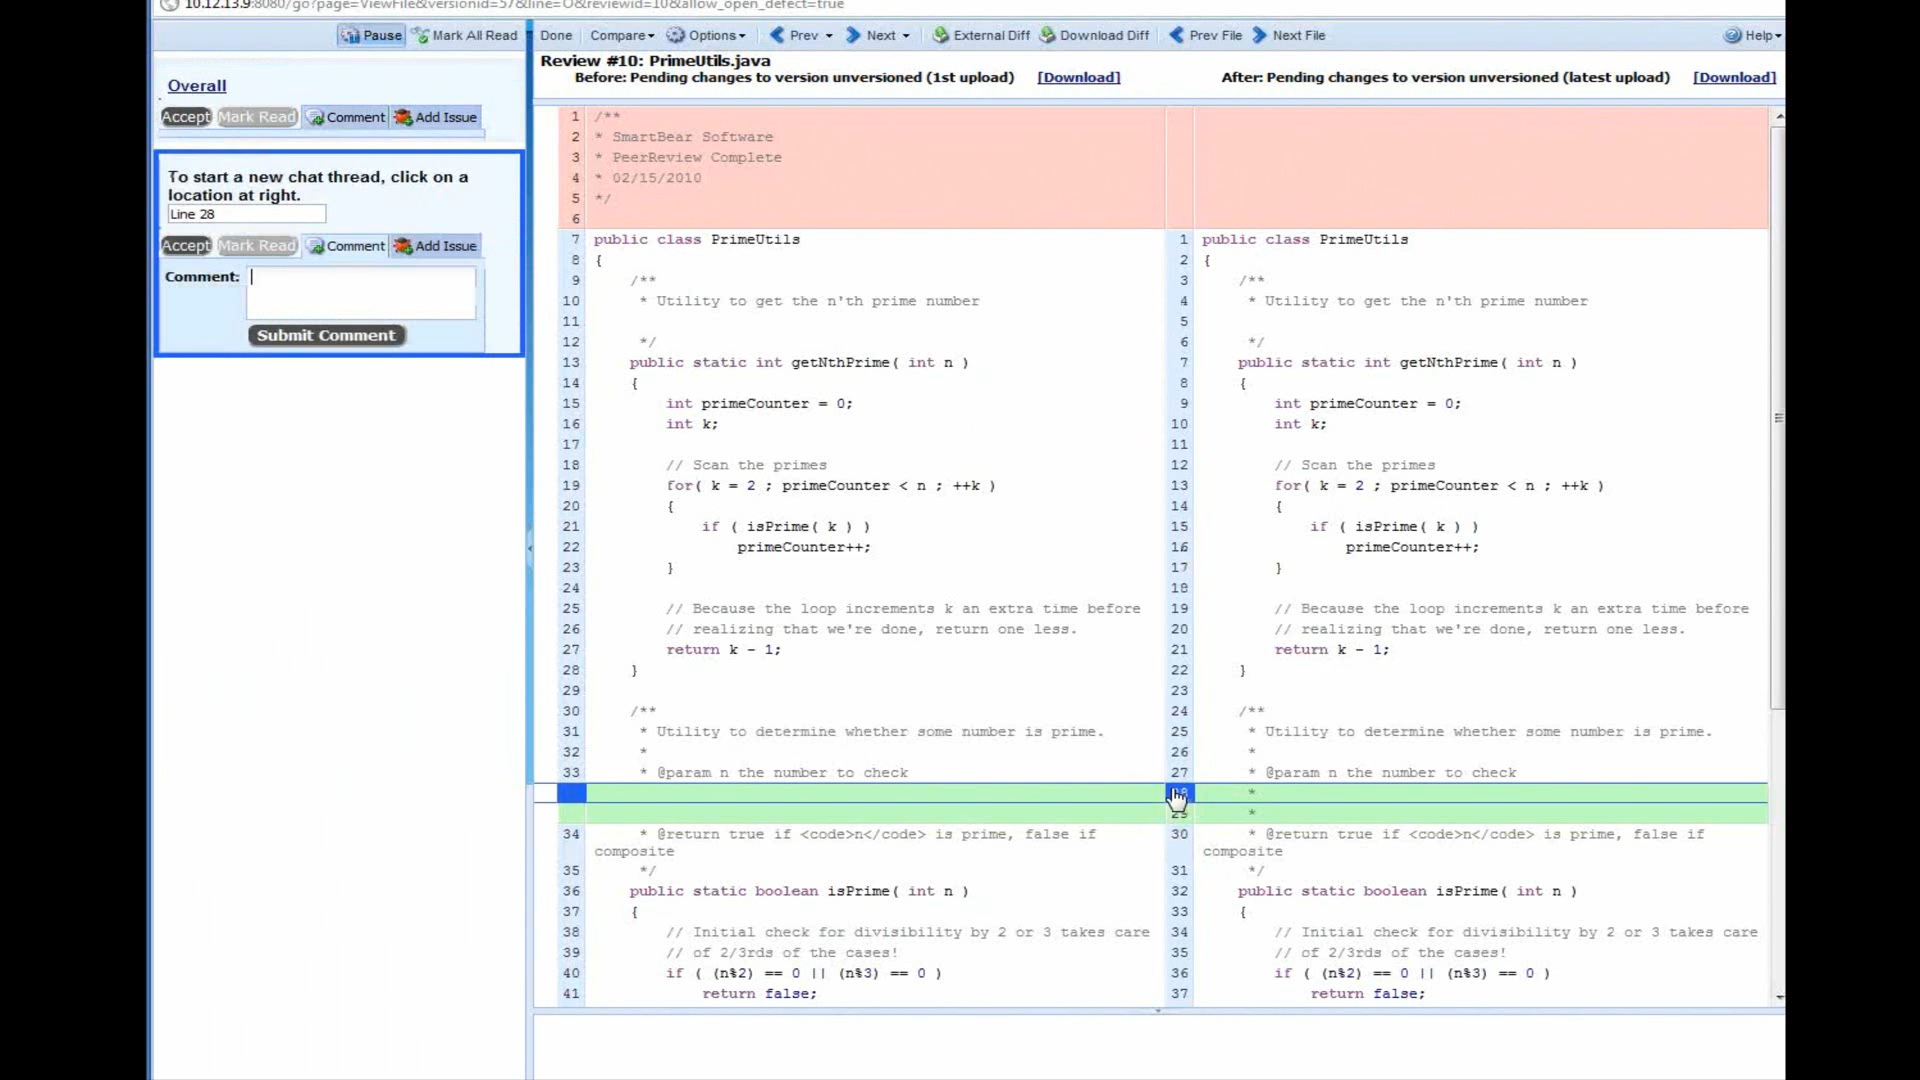 10.12.13.9:8080/go?page=ViewFile&versionid=57&line=O&reviewid=10&allow_open_defect=true
Pause Mark All Read Done Compare Options Prev Next External Diff Download Diff Prev File Next File Help
Review #10: PrimeUtils.java
Before: Pending changes to version unversioned (1st upload) [Download]
After: Pending changes to version unversioned (latest upload) [Download]
Overall
Accept Mark Read Comment Add Issue
To start a new chat thread, click on a
location at right.
Line 28
Accept Mark Read Comment Add Issue
Comment:
Submit Comment
1 /**
2 * SmartBear Software
3 * PeerReview Complete
4 * 02/15/2010
5 */
6
7 public class PrimeUtils
8 {
9 /**
10 * Utility to get the n'th prime number
11
12 */
13 public static int getNthPrime( int n )
14 {
15 int primeCounter = 0;
16 int k;
17
18 // Scan the primes
19 for( k = 2 ; primeCounter < n ; ++k )
20 {
21 if ( isPrime( k ) )
22 primeCounter++;
23 }
24
25 // Because the loop increments k an extra time before
26 // realizing that we're done, return one less.
27 return k - 1;
28 }
29
30 /**
31 * Utility to determine whether some number is prime.
32 *
33 * @param n the number to check
34 * @return true if <code>n</code> is prime, false if
composite
35 */
36 public static boolean isPrime( int n )
37 {
38 // Initial check for divisibility by 2 or 3 takes care
39 // of 2/3rds of the cases!
40 if ( (n%2) == 0 || (n%3) == 0 )
41 return false;
1 public class PrimeUtils
2 {
3 /**
4 * Utility to get the n'th prime number
5
6 */
7 public static int getNthPrime( int n )
8 {
9 int primeCounter = 0;
10 int k;
11
12 // Scan the primes
13 for( k = 2 ; primeCounter < n ; ++k )
14 {
15 if ( isPrime( k ) )
16 primeCounter++;
17 }
18
19 // Because the loop increments k an extra time before
20 // realizing that we're done, return one less.
21 return k - 1;
22 }
23
24 /**
25 * Utility to determine whether some number is prime.
26 *
27 * @param n the number to check
*
29 *
30 * @return true if <code>n</code> is prime, false if
composite
31 */
32 public static boolean isPrime( int n )
33 {
34 // Initial check for divisibility by 2 or 3 takes care
35 // of 2/3rds of the cases!
36 if ( (n%2) == 0 || (n%3) == 0 )
37 return false;